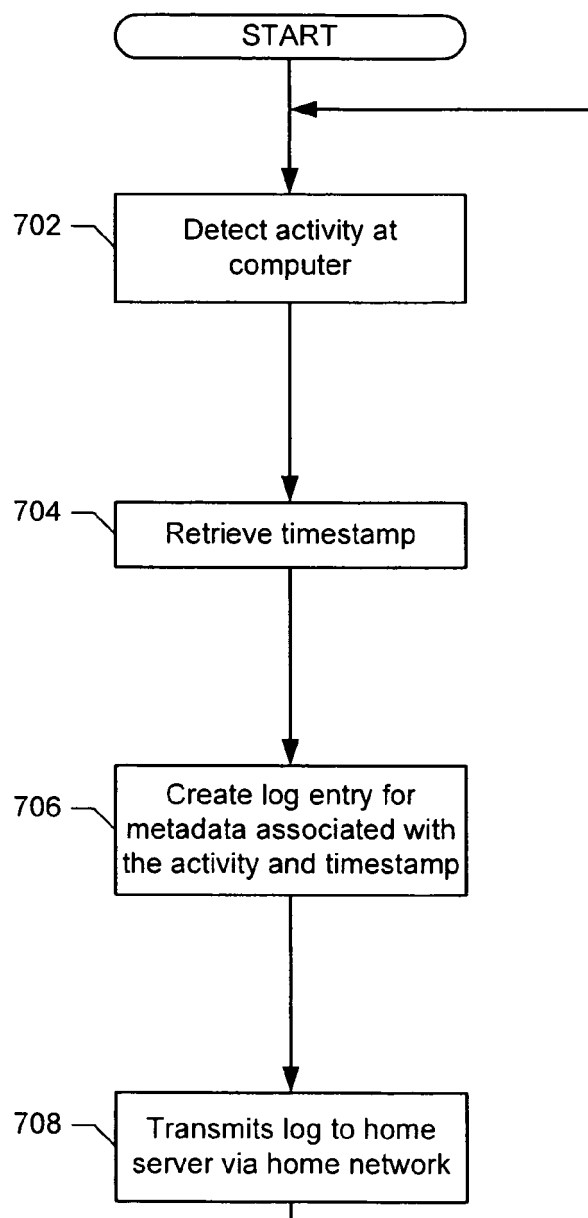 START
702
Detect activity at
computer
704
Retrieve timestamp
706
Create log entry for
metadata associated with
the activity and timestamp
708
Transmits log to home
server via home network